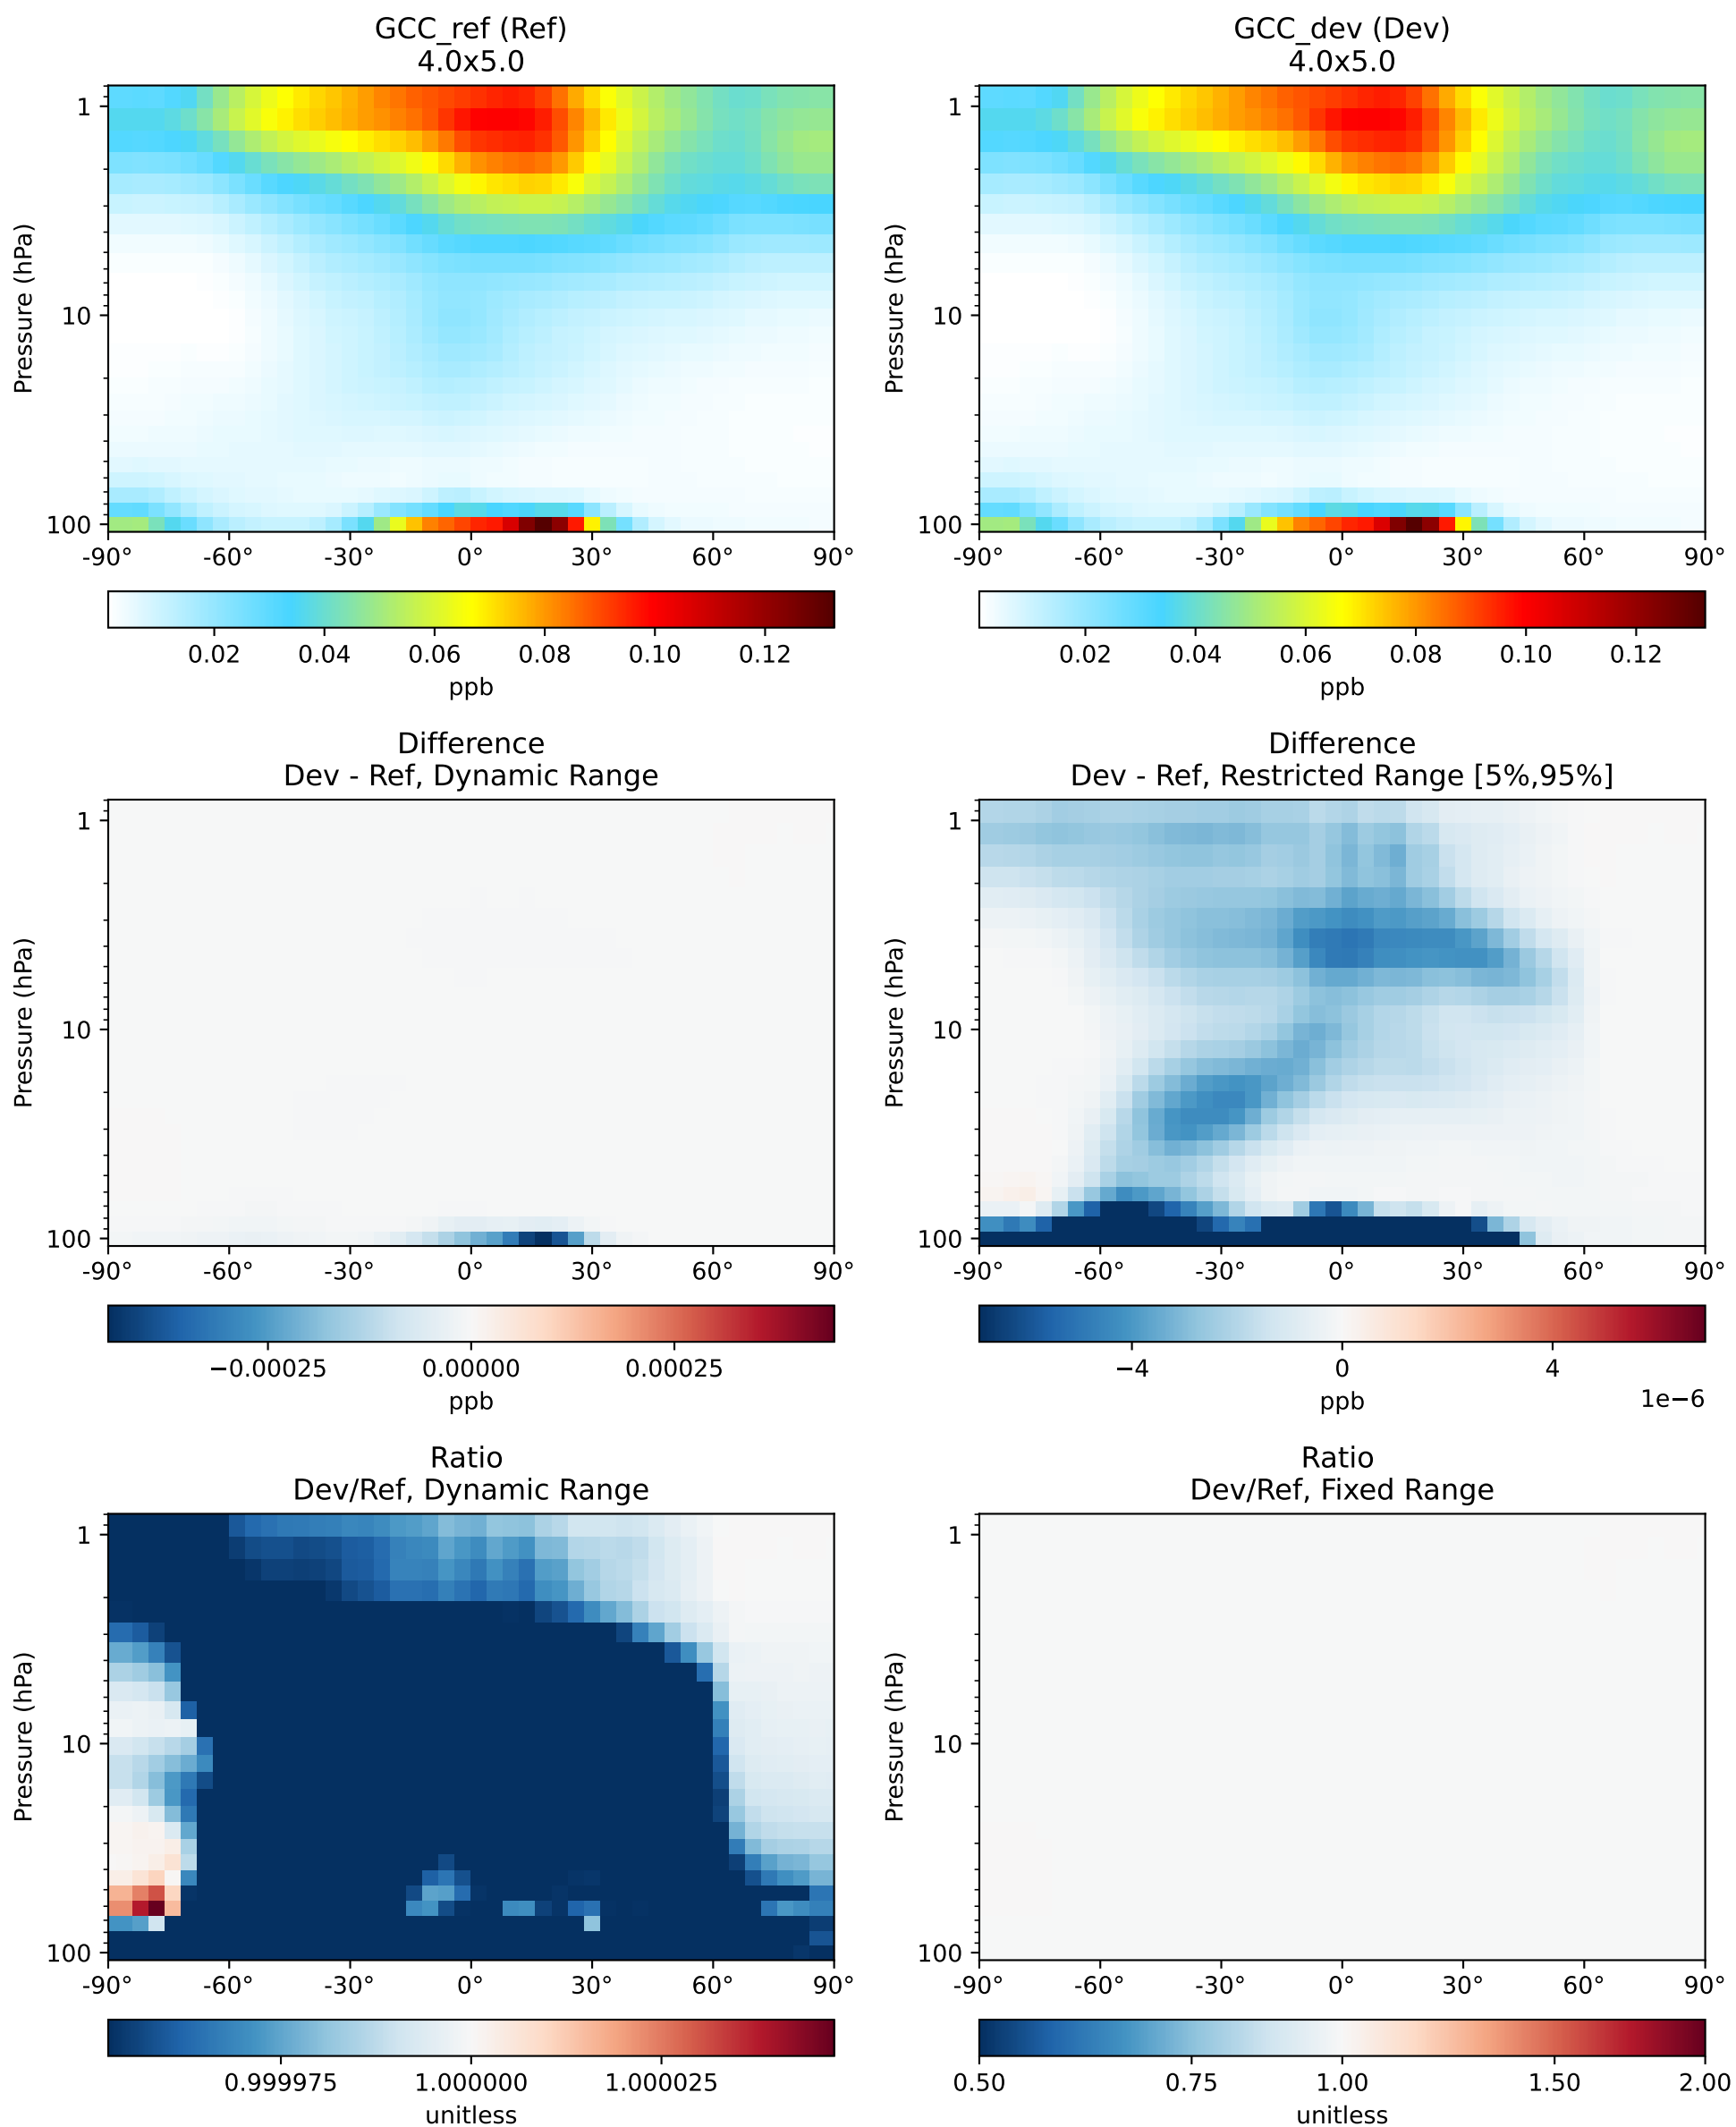 GCC_ref (Ref)
4.0x5.0
Pressure (hPa)
1
10
100
-90° -60° -30° 0° 30° 60° 90°
0.02 0.04 0.06 0.08 0.10 0.12
ppb
GCC_dev (Dev)
4.0x5.0
Pressure (hPa)
1
10
100
-90° -60° -30° 0° 30° 60° 90°
0.02 0.04 0.06 0.08 0.10 0.12
ppb
Difference
Dev - Ref, Dynamic Range
Pressure (hPa)
1
10
100
-90° -60° -30° 0° 30° 60° 90°
−0.00025 0.00000 0.00025
ppb
Difference
Dev - Ref, Restricted Range [5%,95%]
Pressure (hPa)
1
10
100
-90° -60° -30° 0° 30° 60° 90°
−4 0 4
1e−6
ppb
Ratio
Dev/Ref, Dynamic Range
Pressure (hPa)
1
10
100
-90° -60° -30° 0° 30° 60° 90°
0.999975 1.000000 1.000025
unitless
Ratio
Dev/Ref, Fixed Range
Pressure (hPa)
1
10
100
-90° -60° -30° 0° 30° 60° 90°
0.50 0.75 1.00 1.50 2.00
unitless